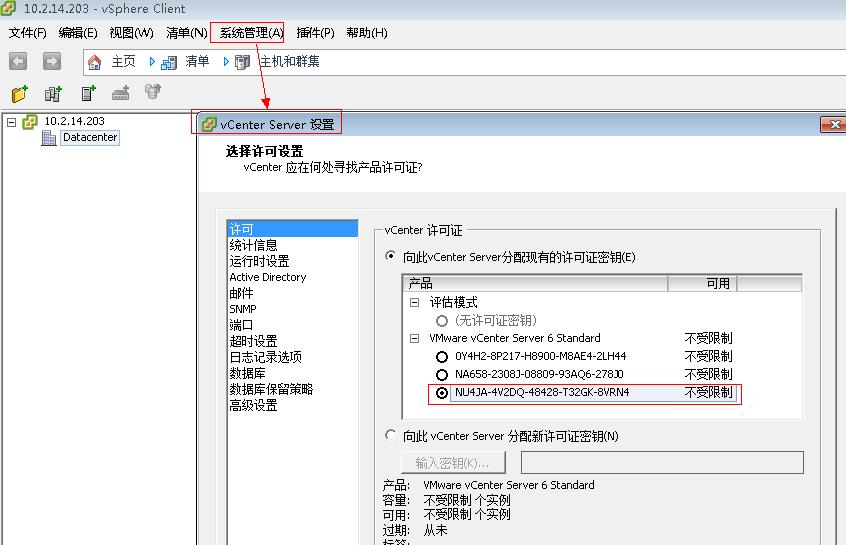 10.2.14.203 - vSphere Client
文件(F) 编辑(E) 视图(W) 清单(N) 系统管理(A) 插件(P) 帮助(H)
主页 清单 主机和群集
10.2.14.203
Datacenter
vCenter Server 设置
选择许可设置
vCenter 应在何处寻找产品许可证?
许可
统计信息
运行时设置
Active Directory
邮件
SNMP
端口
超时设置
日志记录选项
数据库
数据库保留策略
高级设置
vCenter 许可证
向此vCenter Server分配现有的许可证密钥(E)
产品 可用
评估模式
(无许可证密钥)
VMware vCenter Server 6 Standard 不受限制
0Y4H2-8P217-H8900-M8AE4-2LH44 不受限制
NA658-2308J-08809-93AQ6-278J0 不受限制
NU4JA-4V2DQ-48428-T32GK-8VRN4 不受限制
向此 vCenter Server 分配新许可证密钥(N)
输入密钥(K)...
产品: VMware vCenter Server 6 Standard
容量: 不受限制 个实例
可用: 不受限制 个实例
过期: 从未